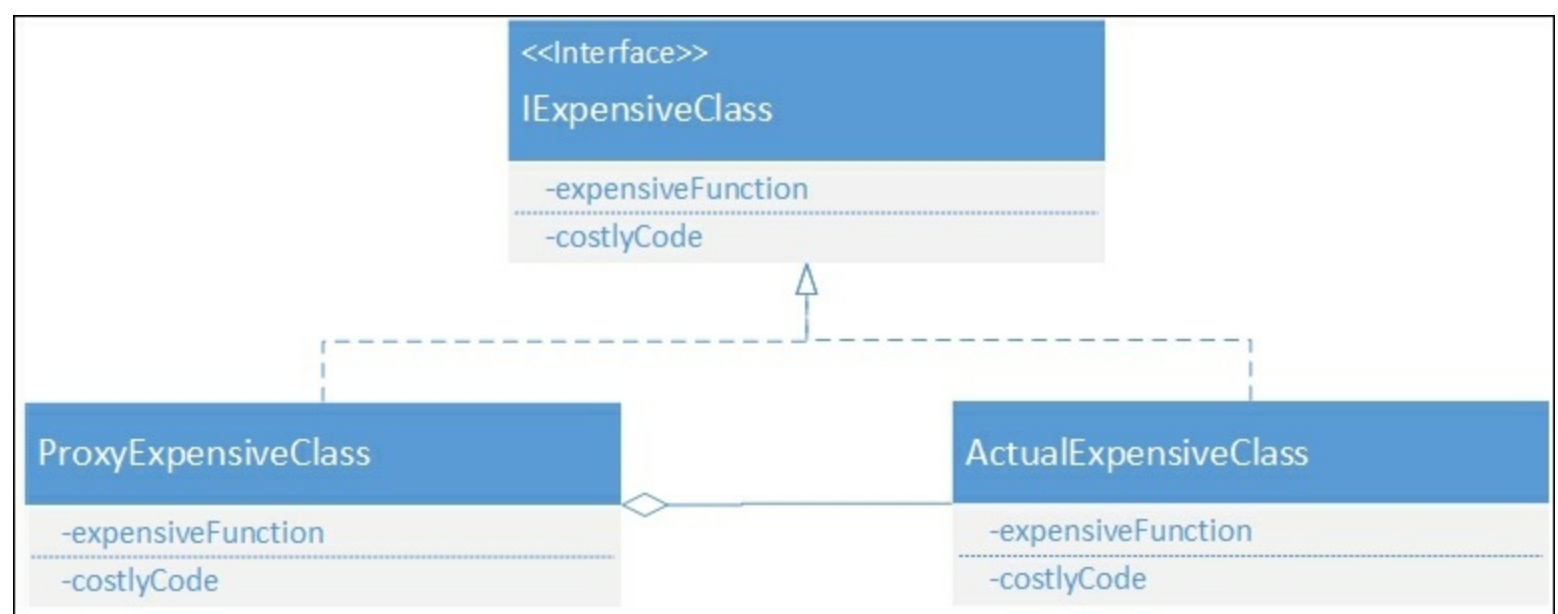 <<Interface>>
IExpensiveClass
-expensiveFunction
-costlyCode
ProxyExpensiveClass
-expensiveFunction
-costlyCode
ActualExpensiveClass
-expensiveFunction
-costlyCode